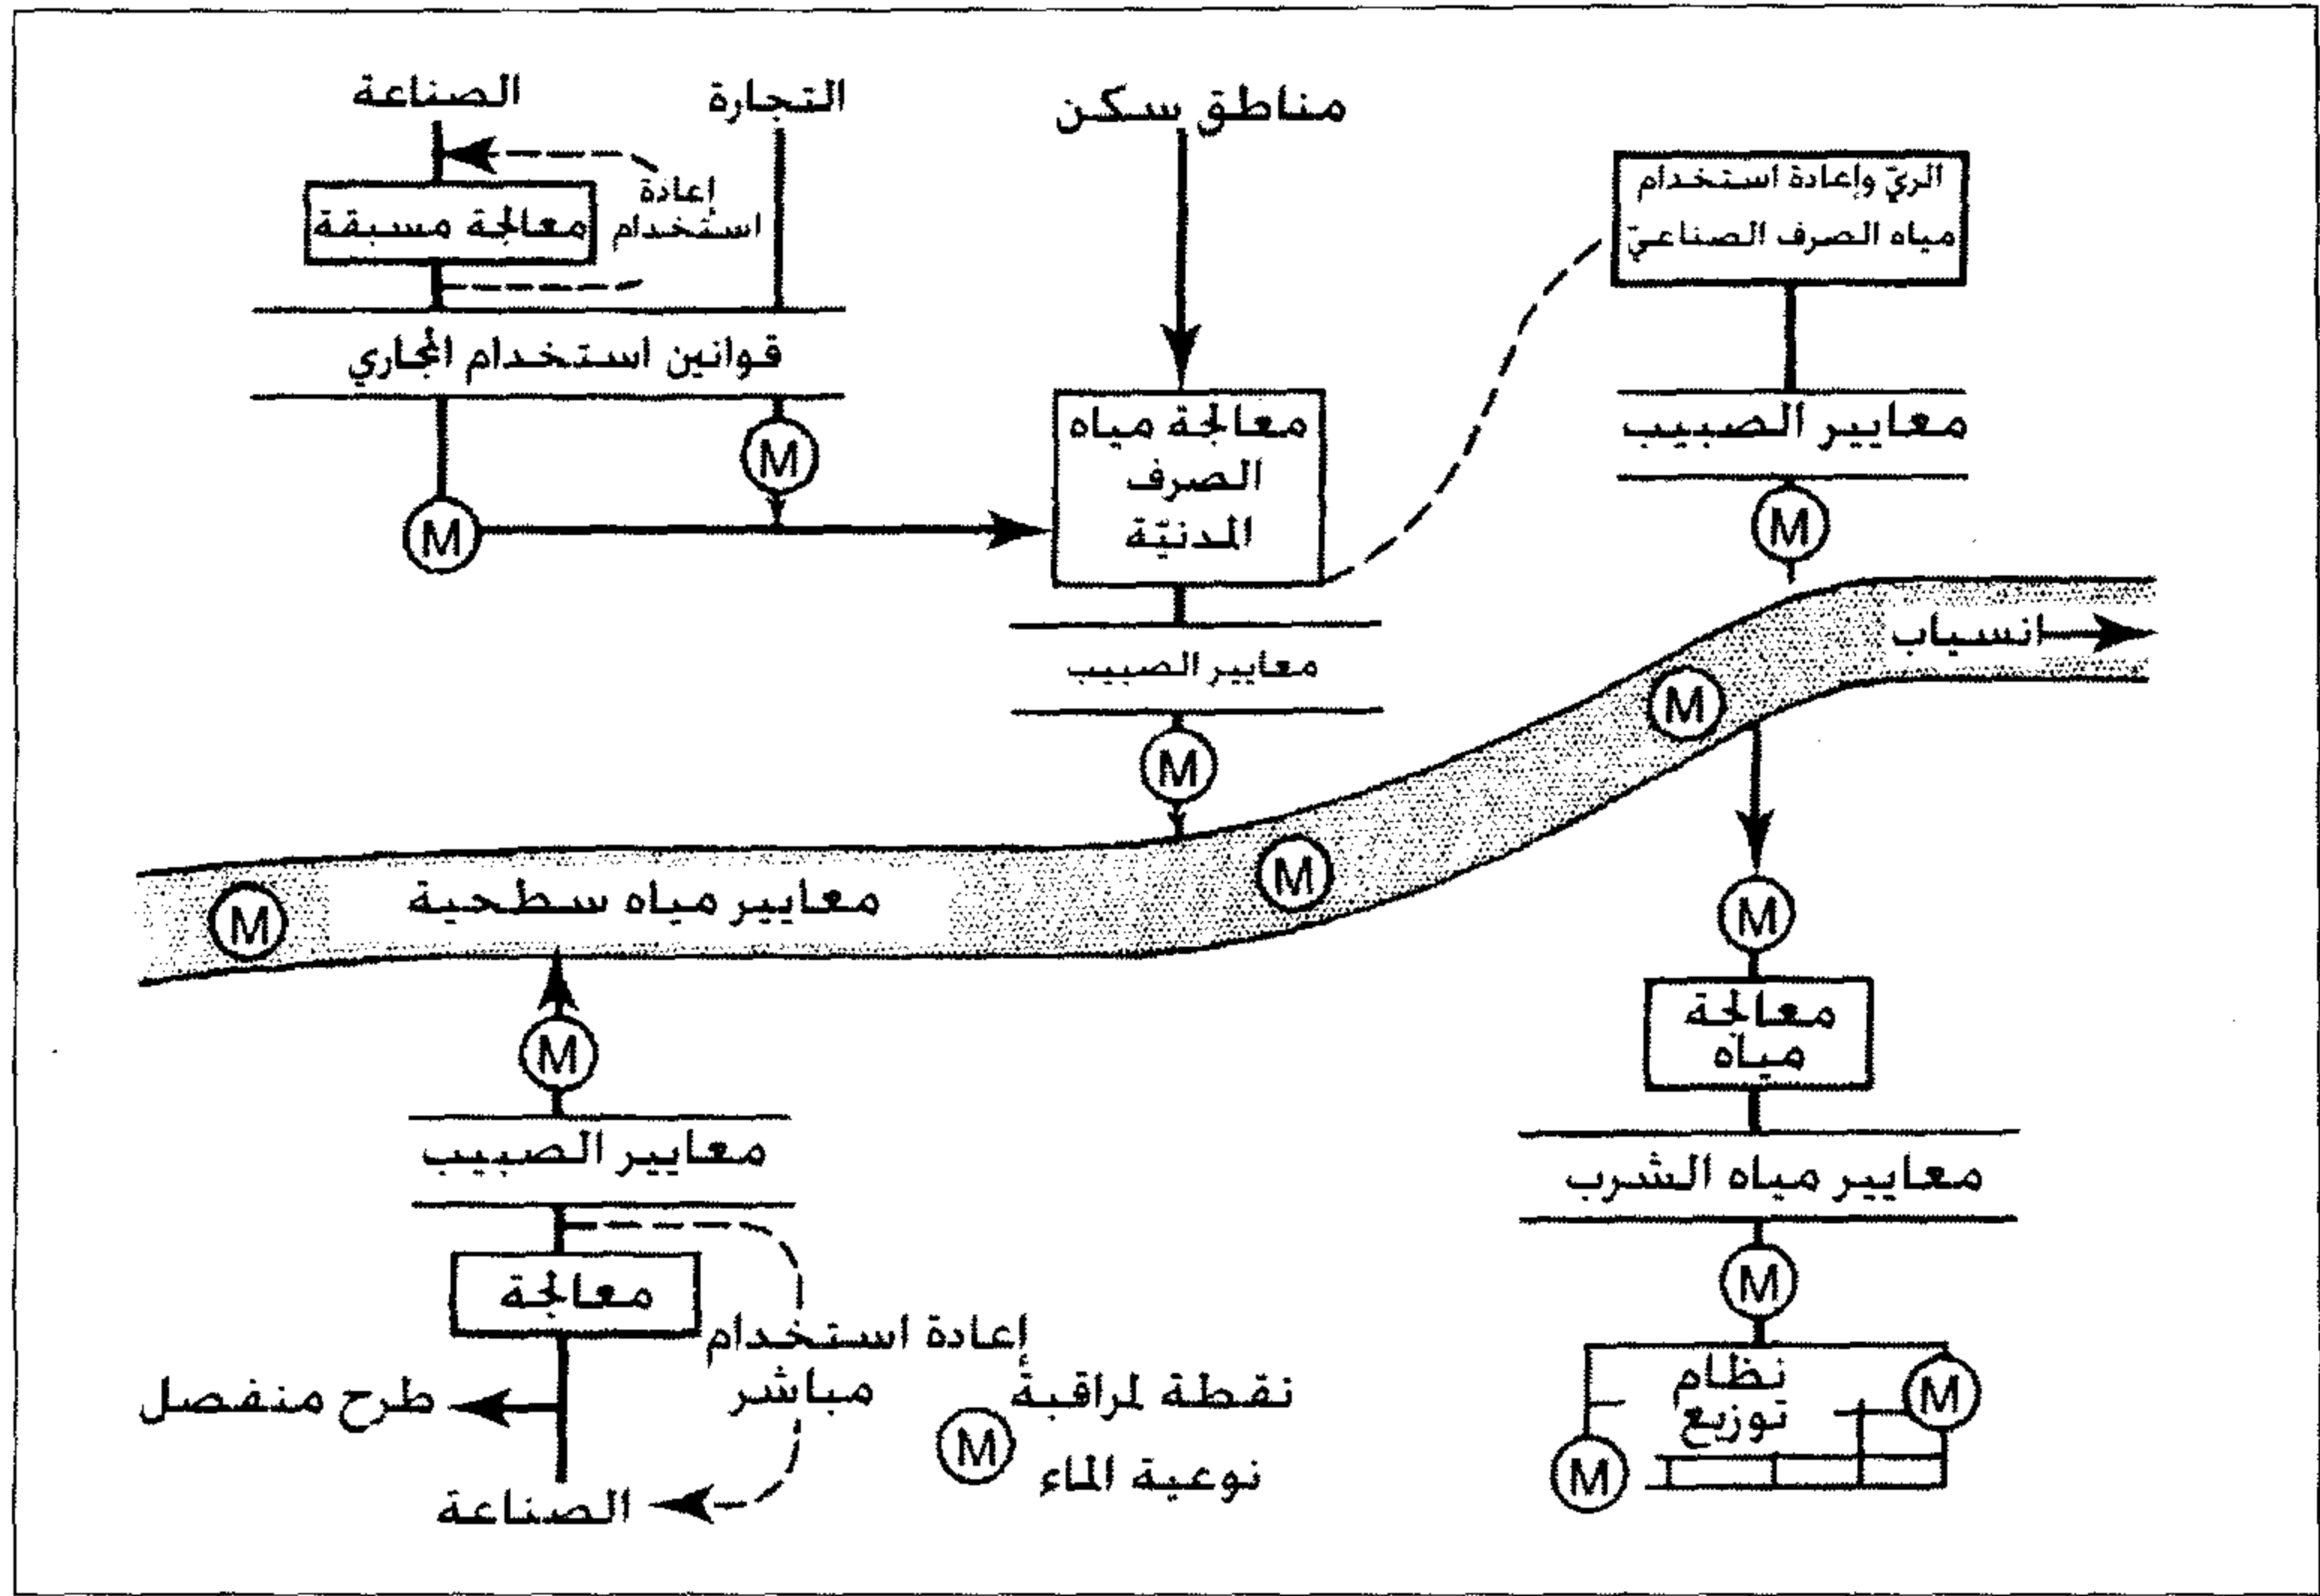 الصناعة
التجارة
مناطق سكن
إعادة
استخدام
معالجة مسبقة
الريّ وإعادة استخدام
مياه الصرف الصناعيّ
قوانين استخدام المجاري
M
M
معالجة مياه
الصرف
المدنيّة
معايير الصبيب
M
معايير الصبيب
M
انسياب
M
M
M
معايير مياه سطحية
M
M
معايير الصبيب
معالجة
إعادة استخدام
مباشر
طرح منفصل
الصناعة
M
معالجة
مياه
معايير مياه الشرب
M
نظام
توزيع
M
M
نقطة لمراقبة
نوعية الماء
M